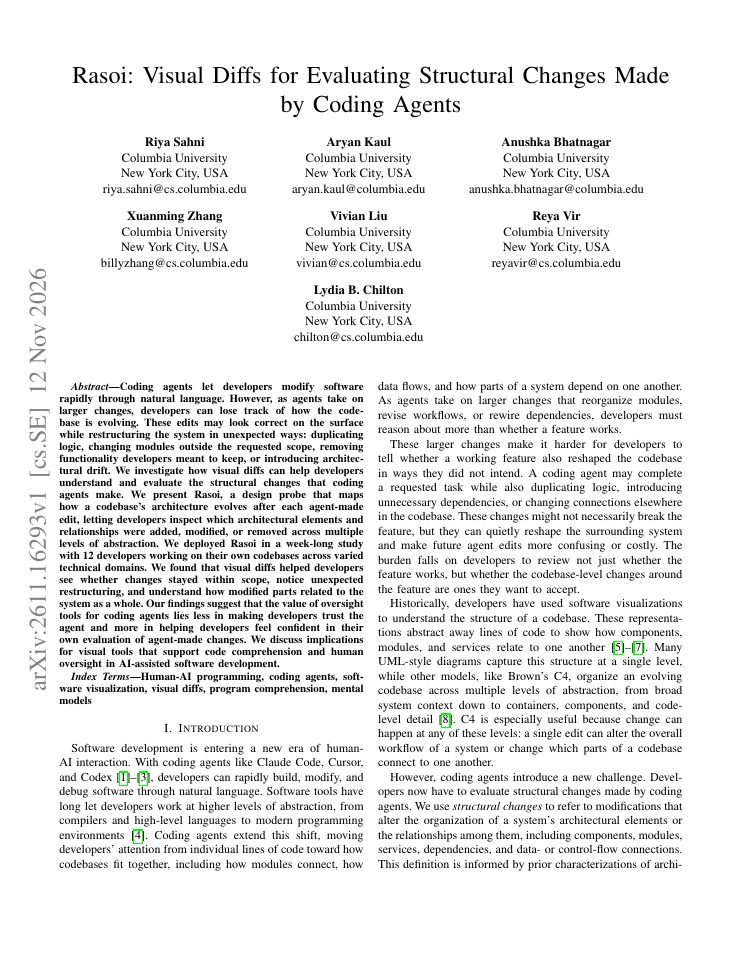 Rasoi: Visual Diffs for Evaluating Structural Changes Made
by Coding Agents
Riya Sahni
Columbia University
New York City, USA
riya.sahni@cs.columbia.edu
Aryan Kaul
Columbia University
New York City, USA
aryan.kaul@columbia.edu
Anushka Bhatnagar
Columbia University
New York City, USA
anushka.bhatnagar@columbia.edu
Xuanming Zhang
Columbia University
New York City, USA
billyzhang@cs.columbia.edu
Vivian Liu
Columbia University
New York City, USA
vivian@cs.columbia.edu
Reya Vir
Columbia University
New York City, USA
reyavir@cs.columbia.edu
Lydia B. Chilton
Columbia University
New York City, USA
chilton@cs.columbia.edu
arXiv:2611.16293v1 [cs.SE] 12 Nov 2026
Abstract—Coding agents let developers modify software
rapidly through natural language. However, as agents take on
larger changes, developers can lose track of how the code-
base is evolving. These edits may look correct on the surface
while restructuring the system in unexpected ways: duplicating
logic, changing modules outside the requested scope, removing
functionality developers meant to keep, or introducing architec-
tural drift. We investigate how visual diffs can help developers
understand and evaluate the structural changes that coding
agents make. We present Rasoi, a design probe that maps
how a codebase's architecture evolves after each agent-made
edit, letting developers inspect which architectural elements and
relationships were added, modified, or removed across multiple
levels of abstraction. We deployed Rasoi in a week-long study
with 12 developers working on their own codebases across varied
technical domains. We found that visual diffs helped developers
see whether changes stayed within scope, notice unexpected
restructuring, and understand how modified parts related to the
system as a whole. Our findings suggest that the value of oversight
tools for coding agents lies less in making developers trust the
agent and more in helping developers feel confident in their
own evaluation of agent-made changes. We discuss implications
for visual tools that support code comprehension and human
oversight in AI-assisted software development.
Index Terms—Human-AI programming, coding agents, soft-
ware visualization, visual diffs, program comprehension, mental
models
I. INTRODUCTION
Software development is entering a new era of human-
AI interaction. With coding agents like Claude Code, Cursor,
and Codex [1]–[3], developers can rapidly build, modify, and
debug software through natural language. Software tools have
long let developers work at higher levels of abstraction, from
compilers and high-level languages to modern programming
environments [4]. Coding agents extend this shift, moving
developers' attention from individual lines of code toward how
codebases fit together, including how modules connect, how
data flows, and how parts of a system depend on one another.
As agents take on larger changes that reorganize modules,
revise workflows, or rewire dependencies, developers must
reason about more than whether a feature works.
These larger changes make it harder for developers to
tell whether a working feature also reshaped the codebase
in ways they did not intend. A coding agent may complete
a requested task while also duplicating logic, introducing
unnecessary dependencies, or changing connections elsewhere
in the codebase. These changes might not necessarily break the
feature, but they can quietly reshape the surrounding system
and make future agent edits more confusing or costly. The
burden falls on developers to review not just whether the
feature works, but whether the codebase-level changes around
the feature are ones they want to accept.
Historically, developers have used software visualizations
to understand the structure of a codebase. These representa-
tions abstract away lines of code to show how components,
modules, and services relate to one another [5]–[7]. Many
UML-style diagrams capture this structure at a single level,
while other models, like Brown's C4, organize an evolving
codebase across multiple levels of abstraction, from broad
system context down to containers, components, and code-
level detail [8]. C4 is especially useful because change can
happen at any of these levels: a single edit can alter the overall
workflow of a system or change which parts of a codebase
connect to one another.
However, coding agents introduce a new challenge. Devel-
opers now have to evaluate structural changes made by coding
agents. We use structural changes to refer to modifications that
alter the organization of a system's architectural elements or
the relationships among them, including components, modules,
services, dependencies, and data- or control-flow connections.
This definition is informed by prior characterizations of archi-